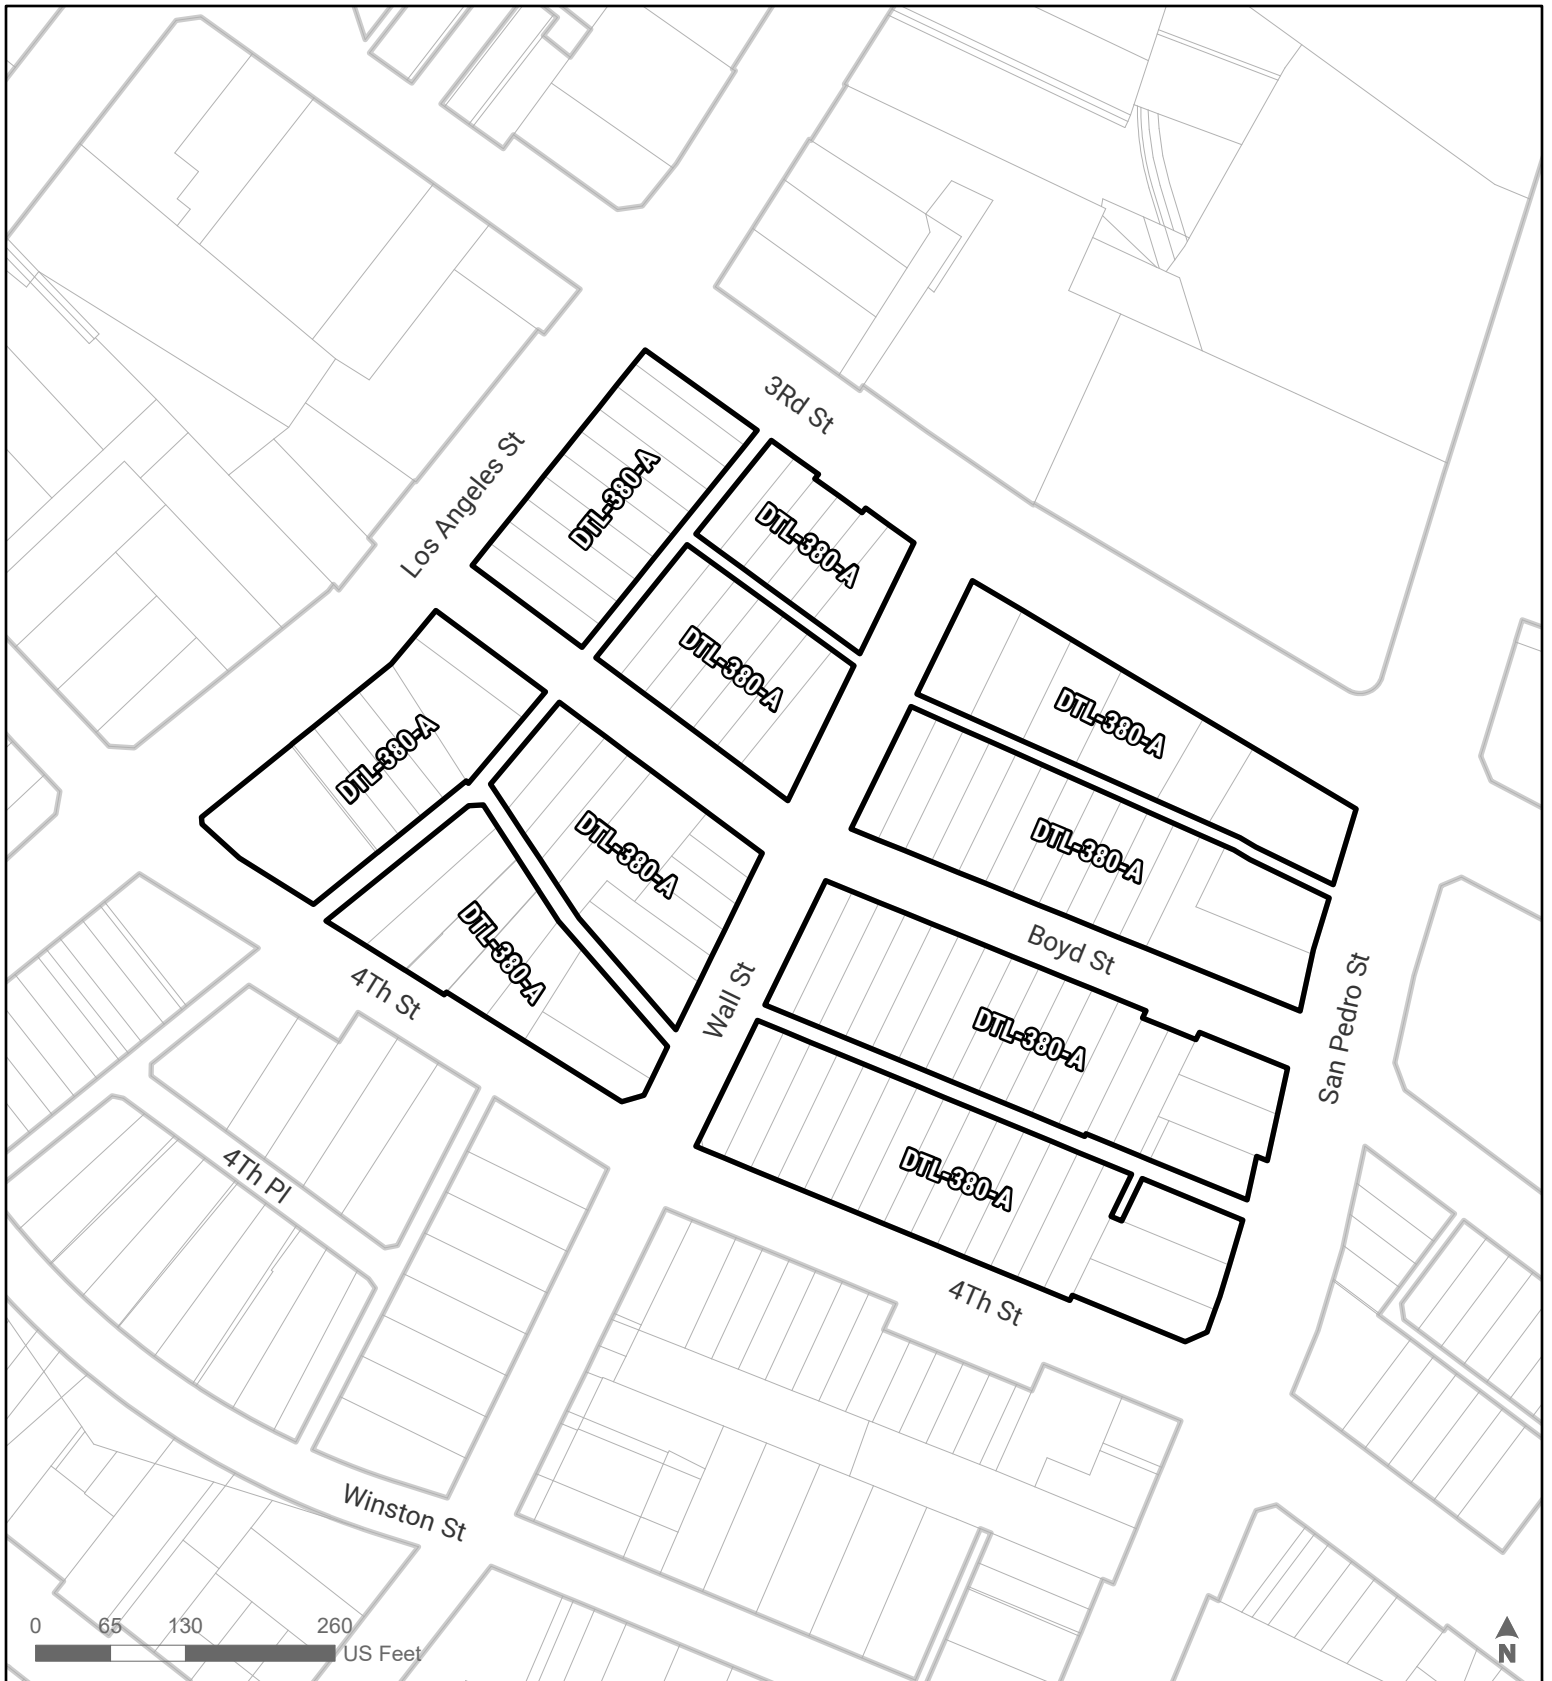 3Rd St
Los Angeles St
DTL-380-A
DTL-380-A
DTL-380-A
DTL-380-A
DTL-380-A
DTL-380-A
DTL-380-A
DTL-380-A
Boyd St
San Pedro St
4Th St
Wall St
DTL-380-A
DTL-380-A
4Th Pl
4Th St
Winston St
0 65 130 260
US Feet
N